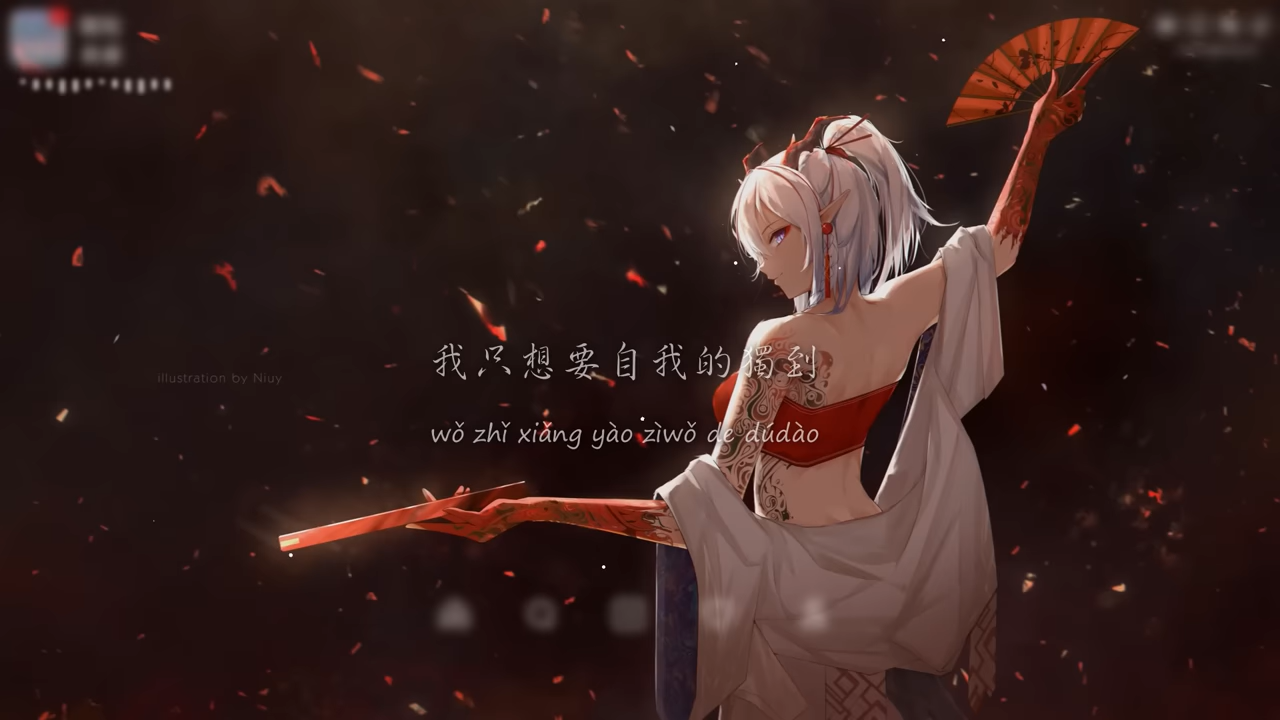 我只想要自我的獨到
illustration by Niuy
wǒ zhǐ xiǎng yào zìwǒ de dúdào